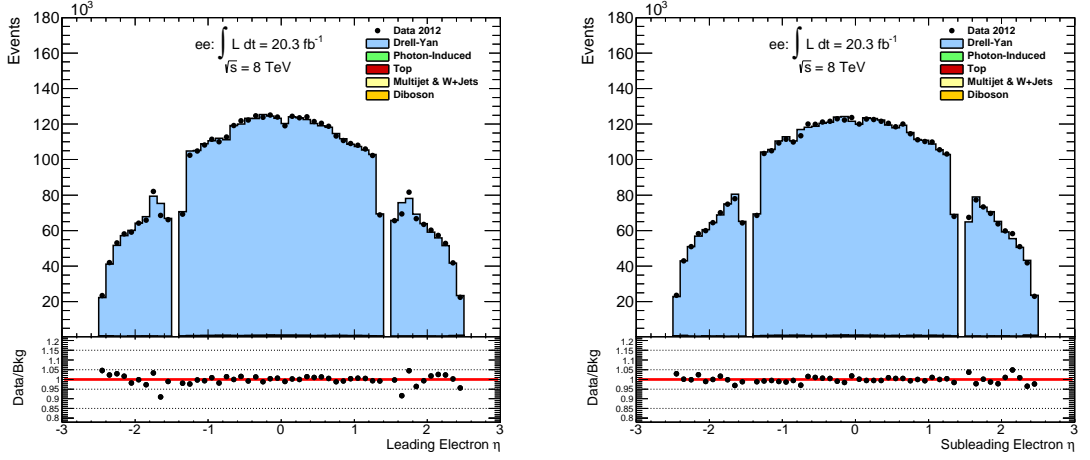 Events
×10³
180
160
140
120
100
80
60
40
20
ee: ∫ L dt = 20.3 fb⁻¹
√s = 8 TeV
Data 2012
Drell-Yan
Photon-Induced
Top
Multijet & W+Jets
Diboson
Data/Bkg
1.2
1.15
1.1
1.05
1
0.95
0.9
0.85
0.8
-3 -2 -1 0 1 2 3
Leading Electron η
Events
×10³
180
160
140
120
100
80
60
40
20
ee: ∫ L dt = 20.3 fb⁻¹
√s = 8 TeV
Data 2012
Drell-Yan
Photon-Induced
Top
Multijet & W+Jets
Diboson
Data/Bkg
1.2
1.15
1.1
1.05
1
0.95
0.9
0.85
0.8
-3 -2 -1 0 1 2 3
Subleading Electron η